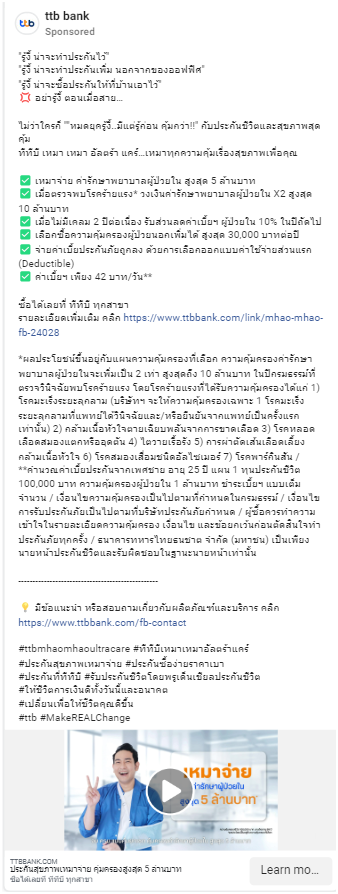 ttb bank
Sponsored
"รู้งี้ น่าจะทำประกันไว้"
"รู้งี้ น่าจะทำประกันเพิ่ม นอกจากของออฟฟิศ"
"รู้งี้ น่าจะซื้อประกันให้ที่บ้านเอาไว้"
💢 อย่ารู้งี้ ตอนเมื่อสาย...
ไม่ว่าใครก็ ""หมดยุครู้งี้..มีแต่รู้ก่อน คุ้มกว่า!!" กับประกันชีวิตและสุขภาพสุด
คุ้ม
ทีทีบี เหมา เหมา อัลตร้า แคร์...เหมาทุกความคุ้มเรื่องสุขภาพเพื่อคุณ
✅ เหมาจ่าย ค่ารักษาพยาบาลผู้ป่วยใน สูงสุด 5 ล้านบาท
✅ เมื่อตรวจพบโรคร้ายแรง* วงเงินค่ารักษาพยาบาลผู้ป่วยใน X2 สูงสุด
10 ล้านบาท
✅ เมื่อไม่มีเคลม 2 ปีต่อเนื่อง รับส่วนลดค่าเบี้ยฯ ผู้ป่วยใน 10% ในปีถัดไป
✅ เลือกซื้อความคุ้มครองผู้ป่วยนอกเพิ่มได้ สูงสุด 30,000 บาทต่อปี
✅ จ่ายค่าเบี้ยประกันภัยถูกลง ด้วยการเลือกออกแบบค่าใช้จ่ายส่วนแรก
(Deductible)
✅ ค่าเบี้ยฯ เพียง 42 บาท/วัน**
ซื้อได้เลยที่ ทีทีบี ทุกสาขา
รายละเอียดเพิ่มเติม คลิก https://www.ttbbank.com/link/mhao-mhao-
fb-24028
*ผลประโยชน์ขึ้นอยู่กับแผนความคุ้มครองที่เลือก ความคุ้มครองค่ารักษา
พยาบาลผู้ป่วยในจะเพิ่มเป็น 2 เท่า สูงสุดถึง 10 ล้านบาท ในปีกรมธรรม์ที่
ตรวจวินิจฉัยพบโรคร้ายแรง โดยโรคร้ายแรงที่ได้รับความคุ้มครองได้แก่ 1)
โรคมะเร็งระยะลุกลาม (บริษัทฯ จะให้ความคุ้มครองเฉพาะ 1 โรคมะเร็ง
ระยะลุกลามที่แพทย์ได้วินิจฉัยและ/หรือยืนยันจากแพทย์เป็นครั้งแรก
เท่านั้น) 2) กล้ามเนื้อหัวใจตายเฉียบพลันจากการขาดเลือด 3) โรคหลอด
เลือดสมองแตกหรืออุดตัน 4) ไตวายเรื้อรัง 5) การผ่าตัดเส้นเลือดเลี้ยง
กล้ามเนื้อหัวใจ 6) โรคสมองเสื่อมชนิดอัลไซเมอร์ 7) โรคพาร์กินสัน /
**คำนวณค่าเบี้ยประกันจากเพศชาย อายุ 25 ปี แผน 1 ทุนประกันชีวิต
100,000 บาท ความคุ้มครองผู้ป่วยใน 1 ล้านบาท ชำระเบี้ยฯ แบบเต็ม
จำนวน / เงื่อนไขความคุ้มครองเป็นไปตามที่กำหนดในกรมธรรม์ / เงื่อนไข
การรับประกันภัยเป็นไปตามที่บริษัทประกันภัยกำหนด / ผู้ซื้อควรทำความ
เข้าใจในรายละเอียดความคุ้มครอง เงื่อนไข และข้อยกเว้นก่อนตัดสินใจทำ
ประกันภัยทุกครั้ง / ธนาคารทหารไทยธนชาต จำกัด (มหาชน) เป็นเพียง
นายหน้าประกันชีวิตและรับผิดชอบในฐานะนายหน้าเท่านั้น
--------------------------------------------------
💡 มีข้อแนะนำ หรือสอบถามเกี่ยวกับผลิตภัณฑ์และบริการ คลิก
https://www.ttbbank.com/fb-contact
#ttbmhaomhaoultracare #ทีทีบีเหมาเหมาอัลตร้าแคร์
#ประกันสุขภาพเหมาจ่าย #ประกันซื้อง่ายราคาเบา
#ประกันที่ทีทีบี #รับประกันชีวิตโดยพรูเด็นเชียลประกันชีวิต
#ให้ชีวิตการเงินดีทั้งวันนี้และอนาคต
#เปลี่ยนเพื่อให้ชีวิตคุณดีขึ้น
#ttb #MakeREALChange
เหมาจ่าย
ค่ารักษาผู้ป่วยใน
สูงสุด 5 ล้านบาท
TTBBANK.COM
ประกันสุขภาพเหมาจ่าย คุ้มครองสูงสุด 5 ล้านบาท
ซื้อได้เลยที่ ทีทีบี ทุกสาขา
Learn mo...